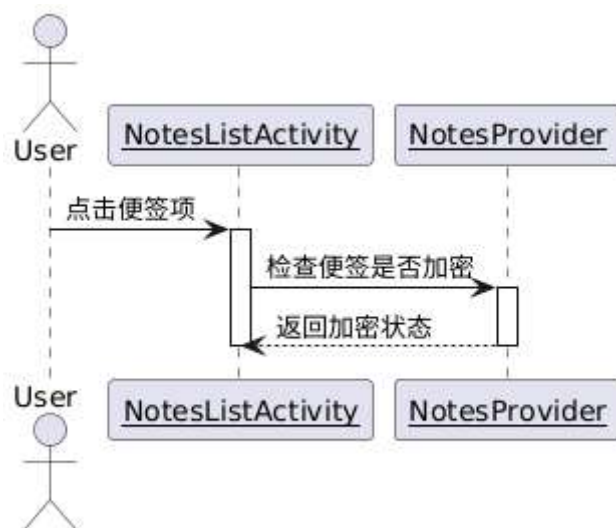 User
NotesListActivity
NotesProvider
点击便签项
检查便签是否加密
返回加密状态
User
NotesListActivity
NotesProvider